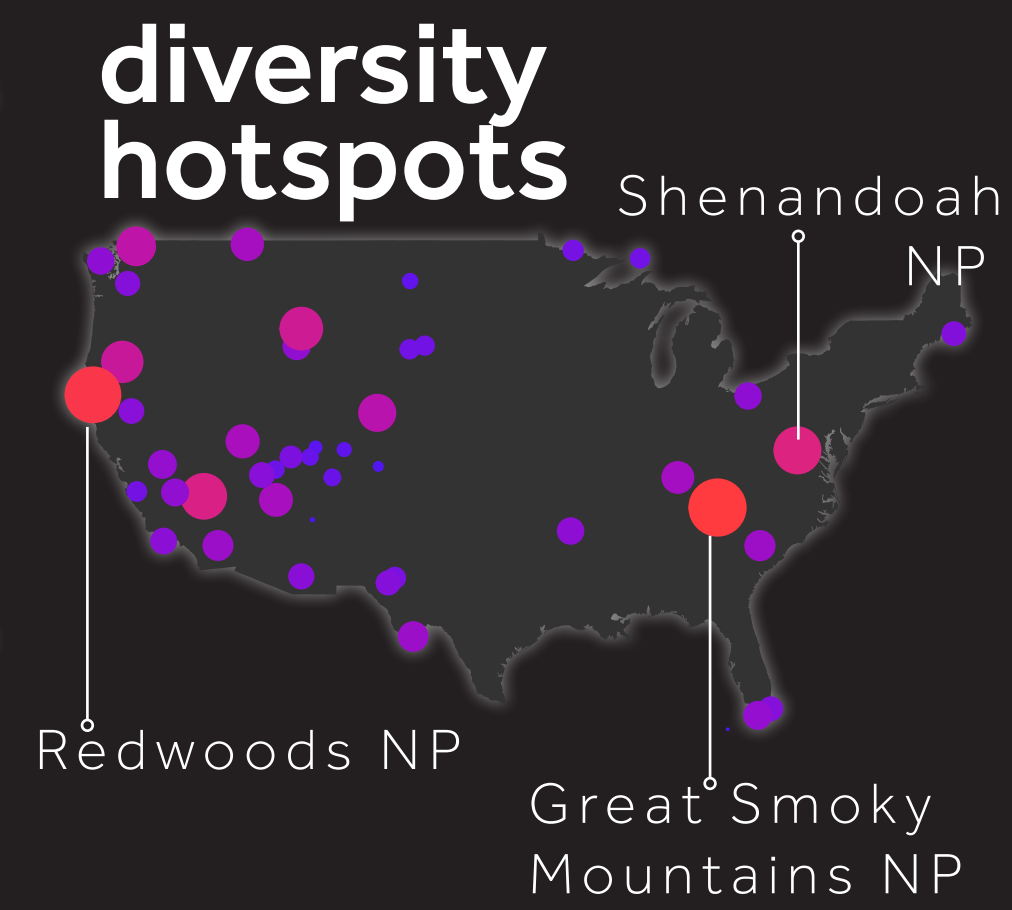 diversity
hotspots
Shenandoah
NP
Redwoods NP
Great Smoky
Mountains NP